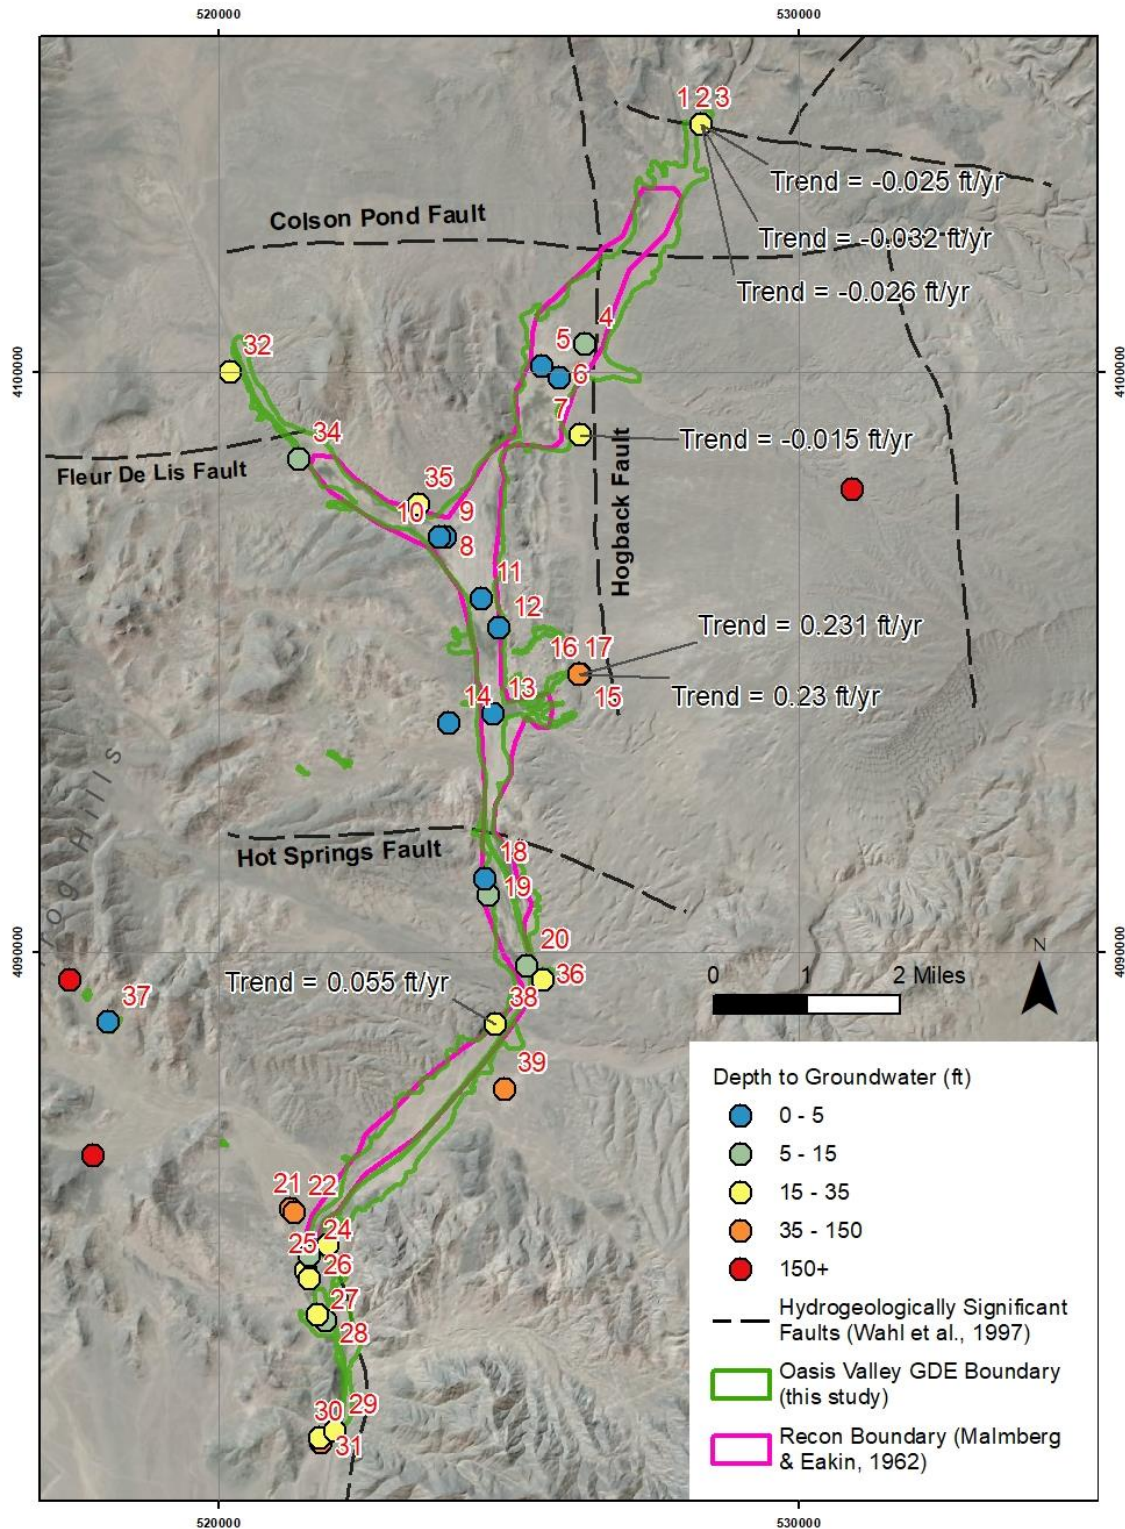 520000
530000
1 2 3
Trend = -0.025 ft/yr
Colson Pond Fault
Trend = -0.032 ft/yr
Trend = -0.026 ft/yr
4
5
32
4100000
4100000
6
7
34
Trend = -0.015 ft/yr
Fleur De Lis Fault
35
10
9
8
Hogback Fault
11
12
Trend = 0.231 ft/yr
16 17
14
13
15
Trend = 0.23 ft/yr
Hills
18
Hot Springs Fault
19
20
4090000
4090000
36
Trend = 0.055 ft/yr
38
37
N
0 1 2 Miles
39
Depth to Groundwater (ft)
0 - 5
5 - 15
15 - 35
35 - 150
150+
Hydrogeologically Significant
Faults (Wahl et al., 1997)
Oasis Valley GDE Boundary
(this study)
Recon Boundary (Malmberg
& Eakin, 1962)
21
22
24
25
26
27
28
29
30
31
520000
530000